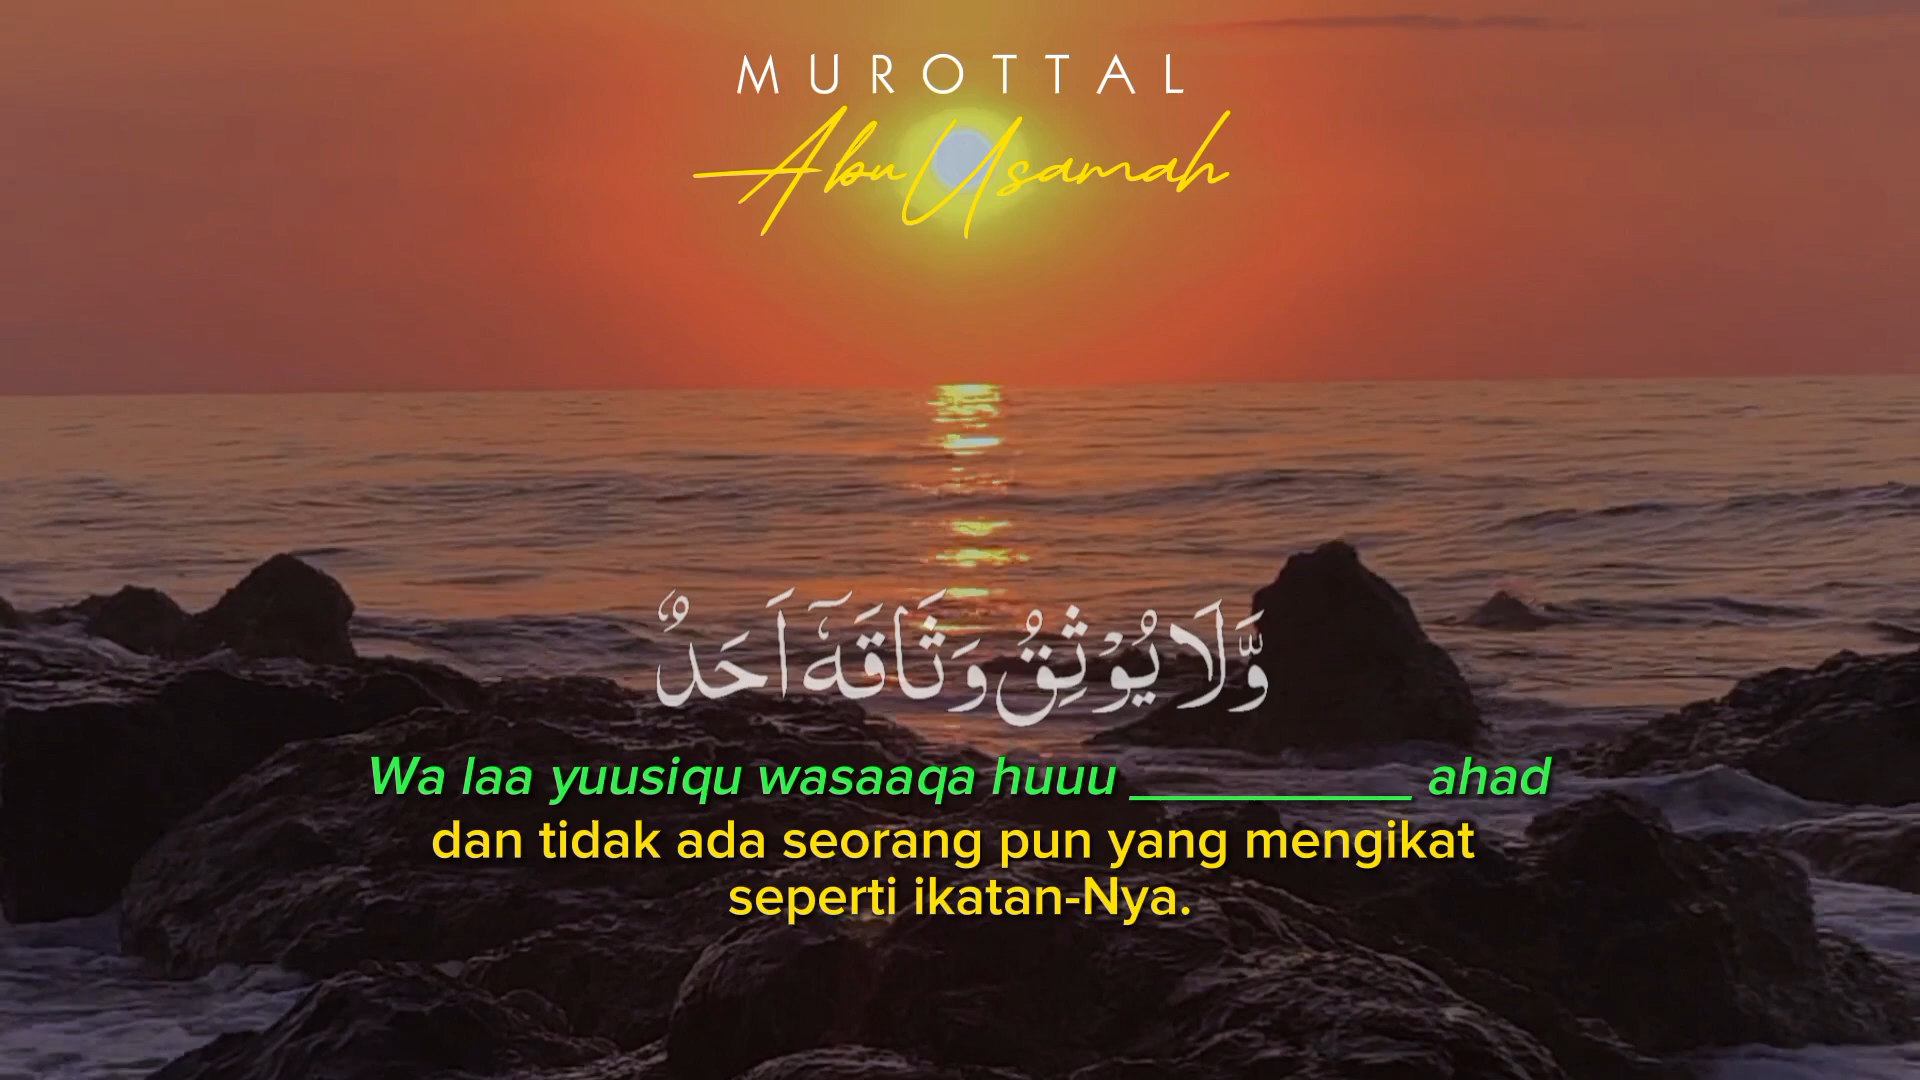 MUROTTAL
Abu Usamah
وَّلَا يُوْثِقُ وَثَاقَهٗٓ اَحَدٌۗ
Wa laa yuusiqu wasaaqa huuu __________ ahad
dan tidak ada seorang pun yang mengikat
seperti ikatan-Nya.